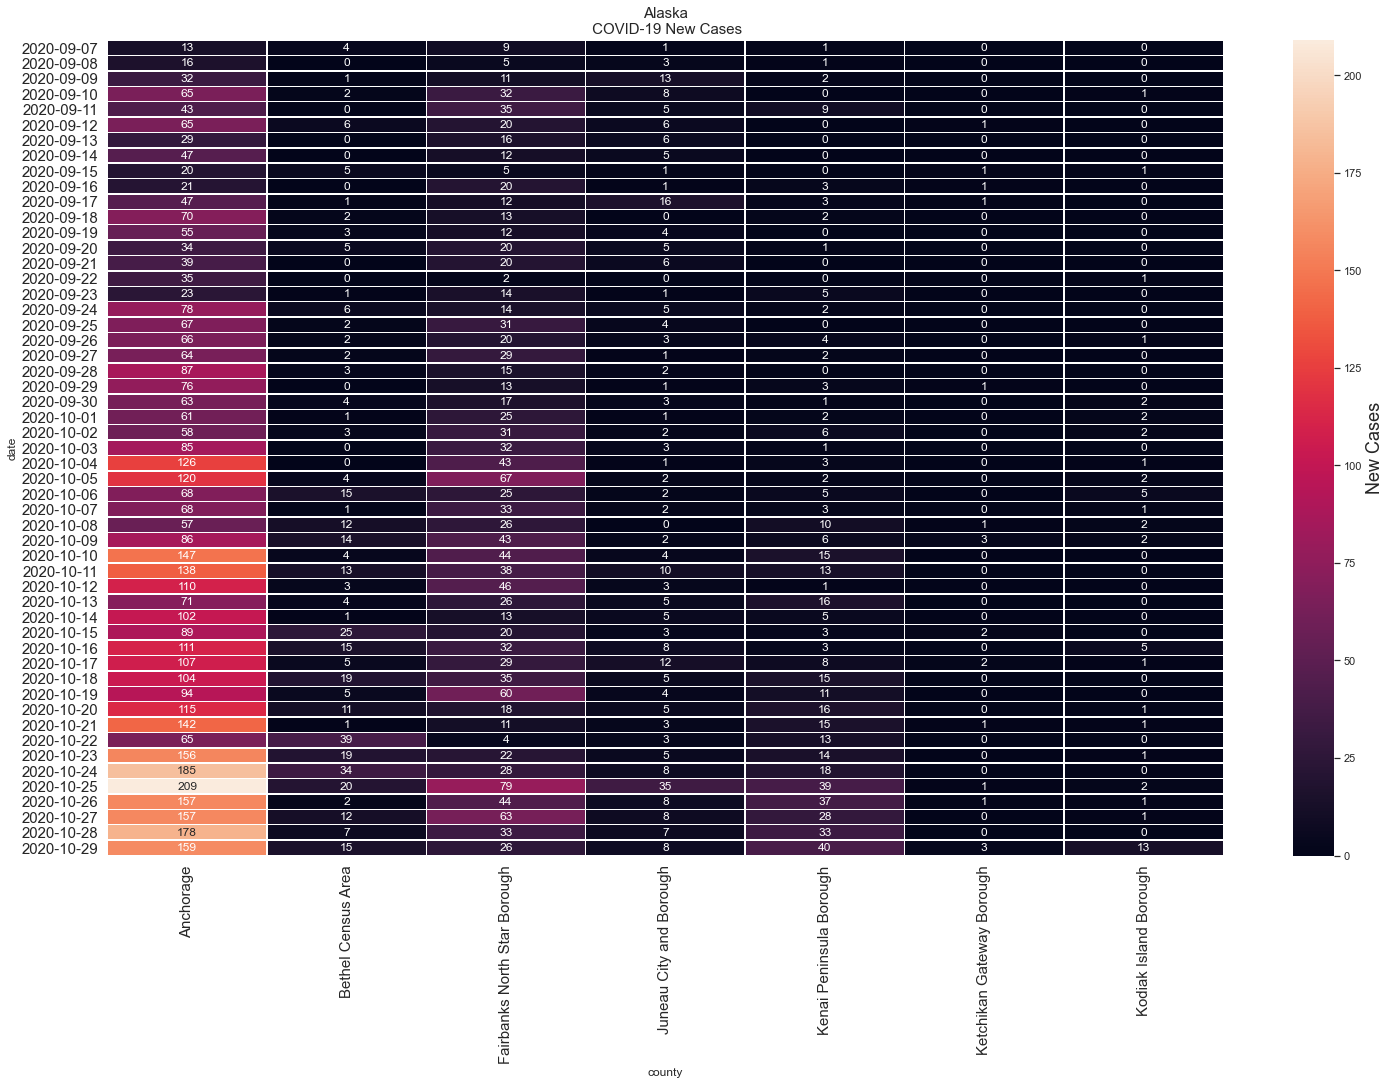 Alaska
COVID-19 New Cases
2020-09-07 13 4 9 1 1 0 0
2020-09-08 16 0 5 3 1 0 0
2020-09-09 32 1 11 13 2 0 0
2020-09-10 65 2 32 8 0 0 1
2020-09-11 43 0 35 5 9 0 0
2020-09-12 65 6 20 6 0 1 0
2020-09-13 29 0 16 6 0 0 0
2020-09-14 47 0 12 5 0 0 0
2020-09-15 20 5 5 1 0 1 1
2020-09-16 21 0 20 1 3 1 0
2020-09-17 47 1 12 16 3 1 0
2020-09-18 70 2 13 0 2 0 0
2020-09-19 55 3 12 4 0 0 0
2020-09-20 34 5 20 5 1 0 0
2020-09-21 39 0 20 6 0 0 0
2020-09-22 35 0 2 0 0 0 1
2020-09-23 23 1 14 1 5 0 0
2020-09-24 78 6 14 5 2 0 0
2020-09-25 67 2 31 4 0 0 0
2020-09-26 66 2 20 3 4 0 1
2020-09-27 64 2 29 1 2 0 0
2020-09-28 87 3 15 2 0 0 0
2020-09-29 76 0 13 1 3 1 0
2020-09-30 63 4 17 3 1 0 2
2020-10-01 61 1 25 1 2 0 2
2020-10-02 58 3 31 2 6 0 2
2020-10-03 85 0 32 3 1 0 0
2020-10-04 126 0 43 1 3 0 1
2020-10-05 120 4 67 2 2 0 2
2020-10-06 68 15 25 2 5 0 5
2020-10-07 68 1 33 2 3 0 1
2020-10-08 57 12 26 0 10 1 2
2020-10-09 86 14 43 2 6 3 2
2020-10-10 147 4 44 4 15 0 0
2020-10-11 138 13 38 10 13 0 0
2020-10-12 110 3 46 3 1 0 0
2020-10-13 71 4 26 5 16 0 0
2020-10-14 102 1 13 5 5 0 0
2020-10-15 89 25 20 3 3 2 0
2020-10-16 111 15 32 8 3 0 5
2020-10-17 107 5 29 12 8 2 1
2020-10-18 104 19 35 5 15 0 0
2020-10-19 94 5 60 4 11 0 0
2020-10-20 115 11 18 5 16 0 1
2020-10-21 142 1 11 3 15 1 1
2020-10-22 65 39 4 3 13 0 0
2020-10-23 156 19 22 5 14 0 1
2020-10-24 185 34 28 8 18 0 0
2020-10-25 209 20 79 35 39 1 2
2020-10-26 157 2 44 8 37 1 1
2020-10-27 157 12 63 8 28 0 1
2020-10-28 178 7 33 7 33 0 0
2020-10-29 159 15 26 8 40 3 13
date
Anchorage
Bethel Census Area
Fairbanks North Star Borough
Juneau City and Borough
Kenai Peninsula Borough
Ketchikan Gateway Borough
Kodiak Island Borough
county
200
175
150
125
100
75
50
25
0
New Cases